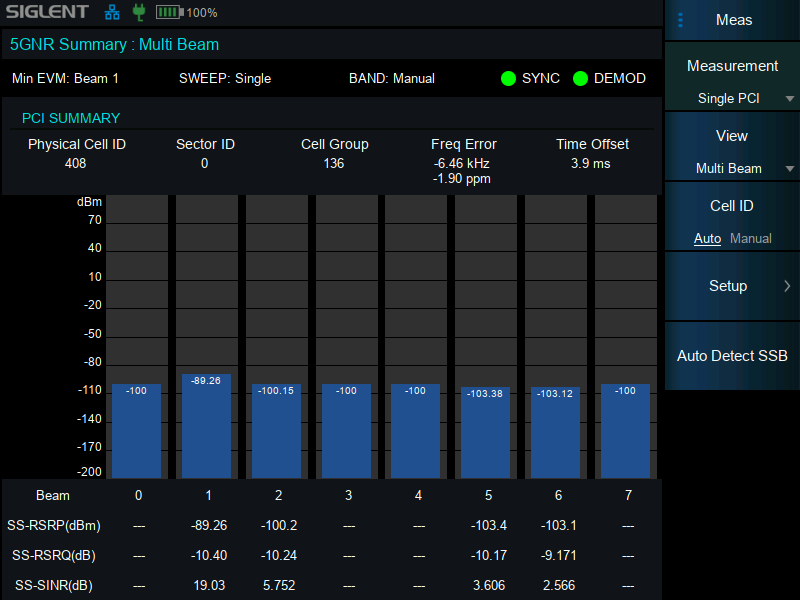 SIGLENT 100%
Meas
5GNR Summary : Multi Beam
Min EVM: Beam 1 SWEEP: Single BAND: Manual SYNC DEMOD
PCI SUMMARY
Physical Cell ID Sector ID Cell Group Freq Error Time Offset
408 0 136 -6.46 kHz 3.9 ms
-1.90 ppm
dBm
70
40
10
-20
-50
-80
-110
-140
-170
-200
-100 -89.26 -100.15 -100 -100 -103.38 -103.12 -100
Beam 0 1 2 3 4 5 6 7
SS-RSRP(dBm) --- -89.26 -100.2 --- --- -103.4 -103.1 ---
SS-RSRQ(dB) --- -10.40 -10.24 --- --- -10.17 -9.171 ---
SS-SINR(dB) --- 19.03 5.752 --- --- 3.606 2.566 ---
Measurement
Single PCI
View
Multi Beam
Cell ID
Auto Manual
Setup
Auto Detect SSB